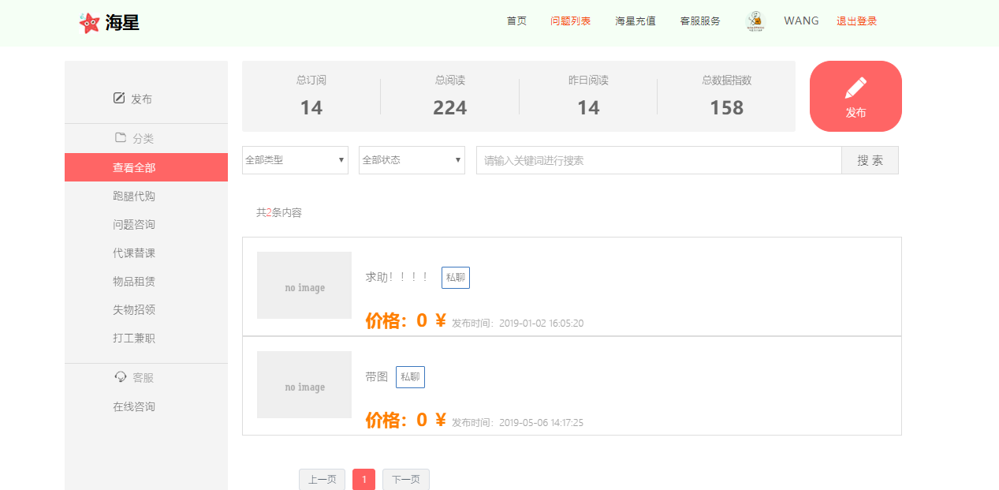 海星
首页 问题列表 海星充值 客服服务 WANG 退出登录
发布
分类
查看全部
跑腿代购
问题咨询
代课替课
物品租赁
失物招领
打工兼职
客服
在线咨询
总订阅 总阅读 昨日阅读 总数据指数
14 224 14 158
发布
全部类型 全部状态 请输入关键词进行搜索 搜 索
共2条内容
no image
求助！！！！ 私聊
价格：0 ¥ 发布时间：2019-01-02 16:05:20
no image
带图 私聊
价格：0 ¥ 发布时间：2019-05-06 14:17:25
上一页 1 下一页